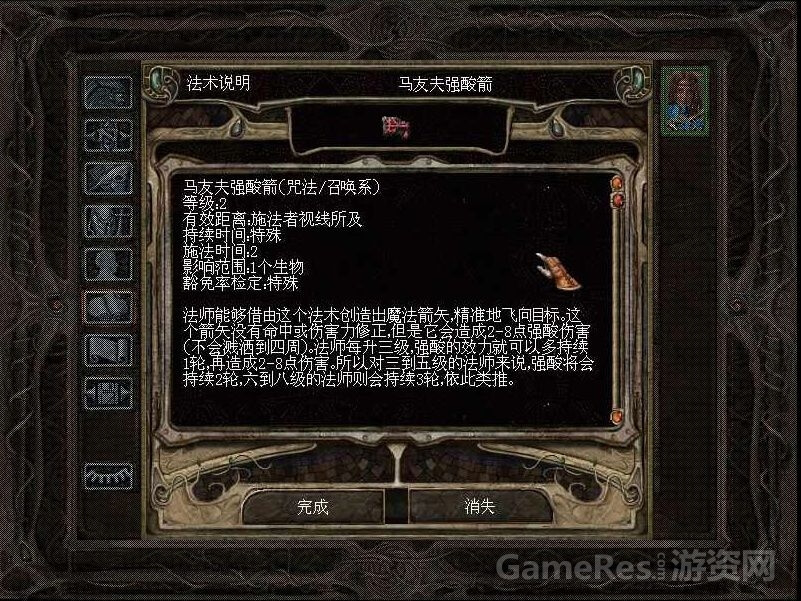 法术说明
马友夫强酸箭
马友夫强酸箭(咒法/召唤系)
等级:2
有效距离:施法者视线所及
持续时间:特殊
施法时间:2
影响范围:1个生物
豁免率检定:特殊
法师能够借由这个法术创造出魔法箭矢,精准地飞向目标。这
个箭矢没有命中或伤害力修正,但是它会造成2-8点强酸伤害
(不会溅洒到四周)。法师每升三级,强酸的效力就可以多持续
1轮,再造成2-8点伤害。所以对三到五级的法师来说,强酸将会
持续2轮,六到八级的法师则会持续3轮,依此类推。
完成
消失
GameRes.com游资网